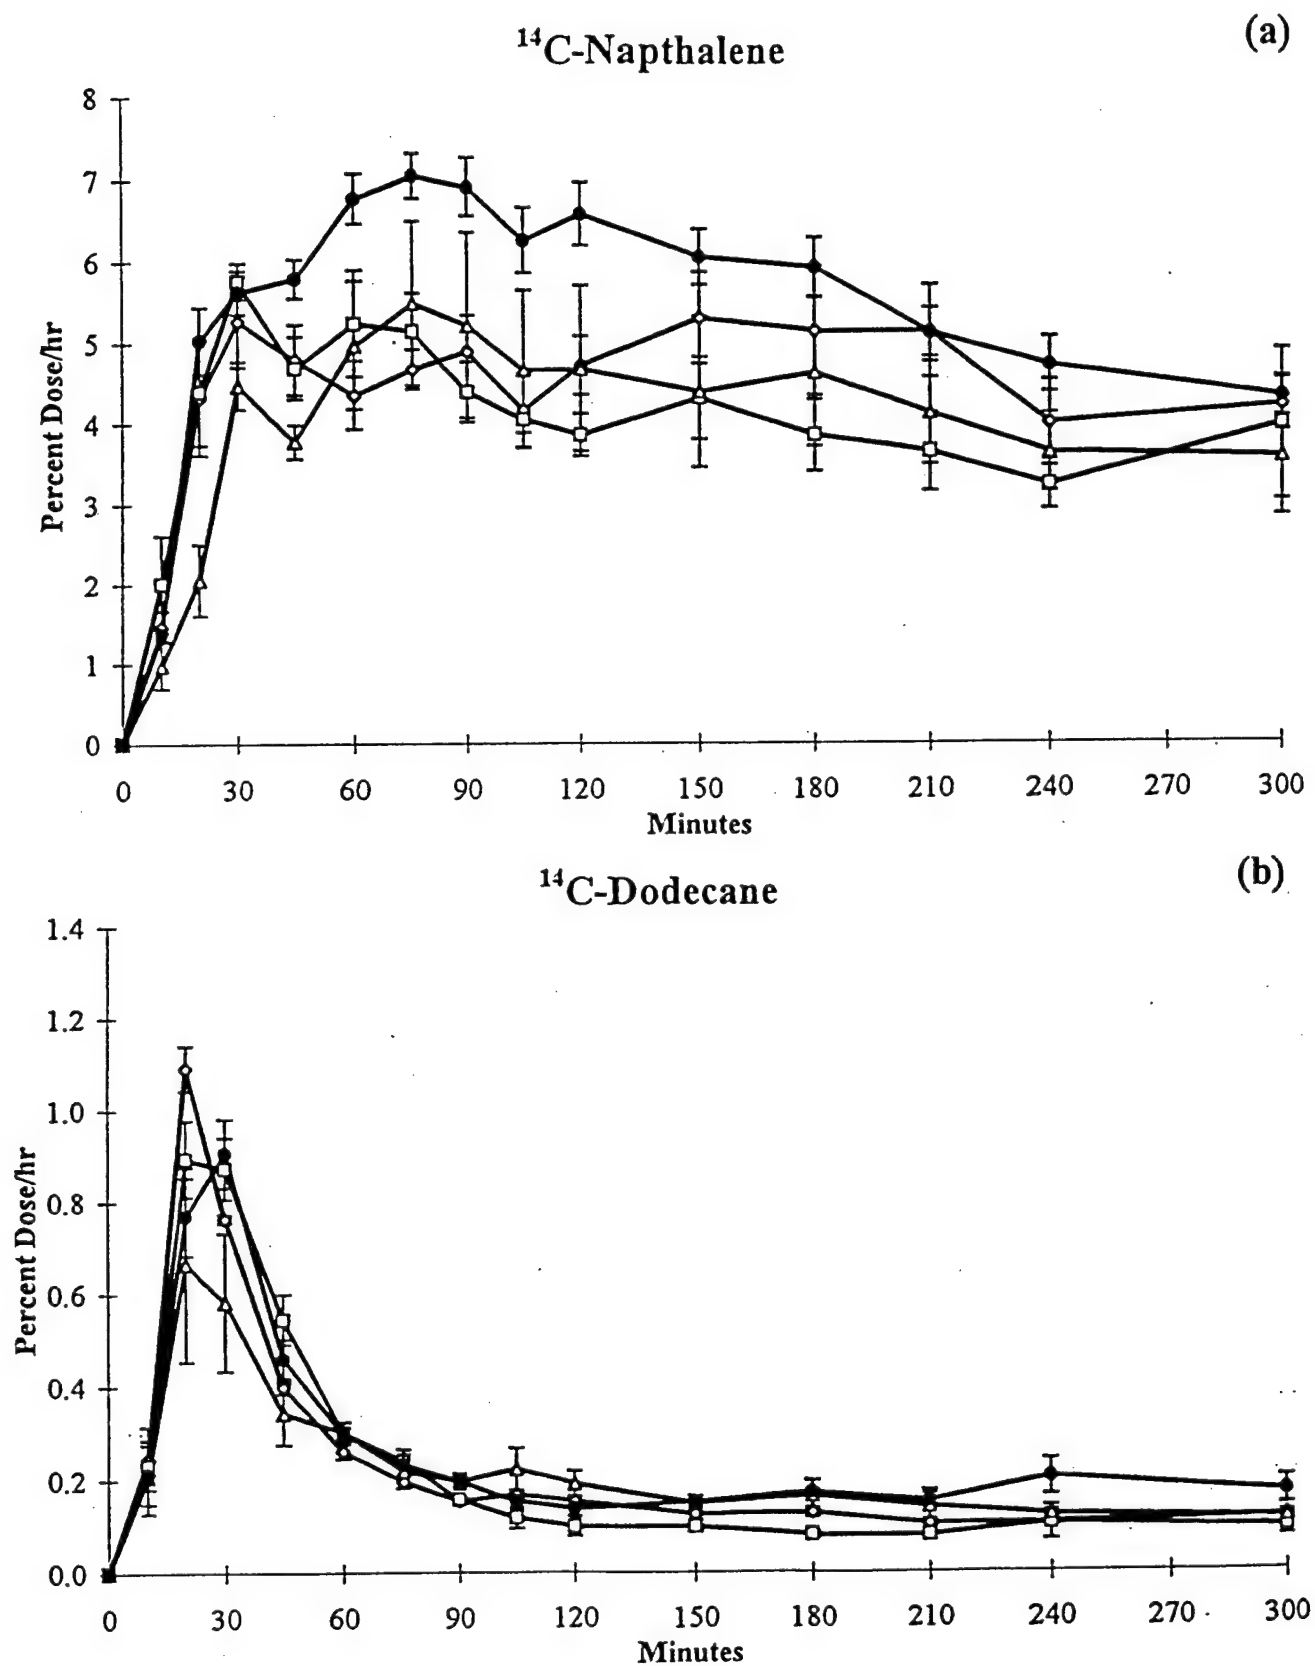 (a)
¹⁴C-Napthalene
8
7
6
5
4
3
2
1
0
Percent Dose/hr
0 30 60 90 120 150 180 210 240 270 300
Minutes
(b)
¹⁴C-Dodecane
1.4
1.2
1.0
0.8
0.6
0.4
0.2
0.0
Percent Dose/hr
0 30 60 90 120 150 180 210 240 270 300
Minutes